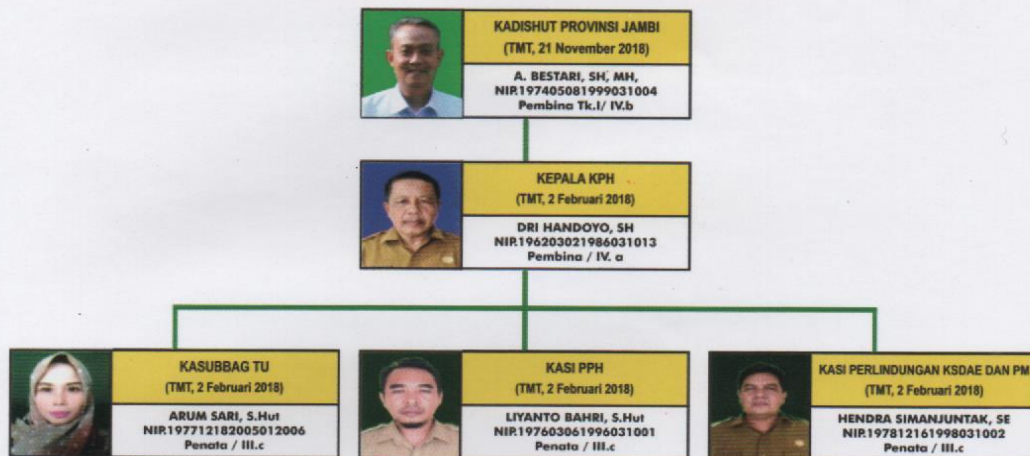 KADISHUT PROVINSI JAMBI
(TMT, 21 November 2018)
A. BESTARI, SH, MH,
NIP.197405081999031004
Pembina Tk.I/ IV.b
KEPALA KPH
(TMT, 2 Februari 2018)
DRI HANDOYO, SH
NIP.196203021986031013
Pembina / IV. a
KASUBBAG TU
(TMT, 2 Februari 2018)
ARUM SARI, S.Hut
NIP.197712182005012006
Penata / III.c
KASI PPH
(TMT, 2 Februari 2018)
LIYANTO BAHRI, S.Hut
NIP.197603061996031001
Penata / III.c
KASI PERLINDUNGAN KSDAE DAN PM
(TMT, 2 Februari 2018)
HENDRA SIMANJUNTAK, SE
NIP.197812161998031002
Penata / III.c